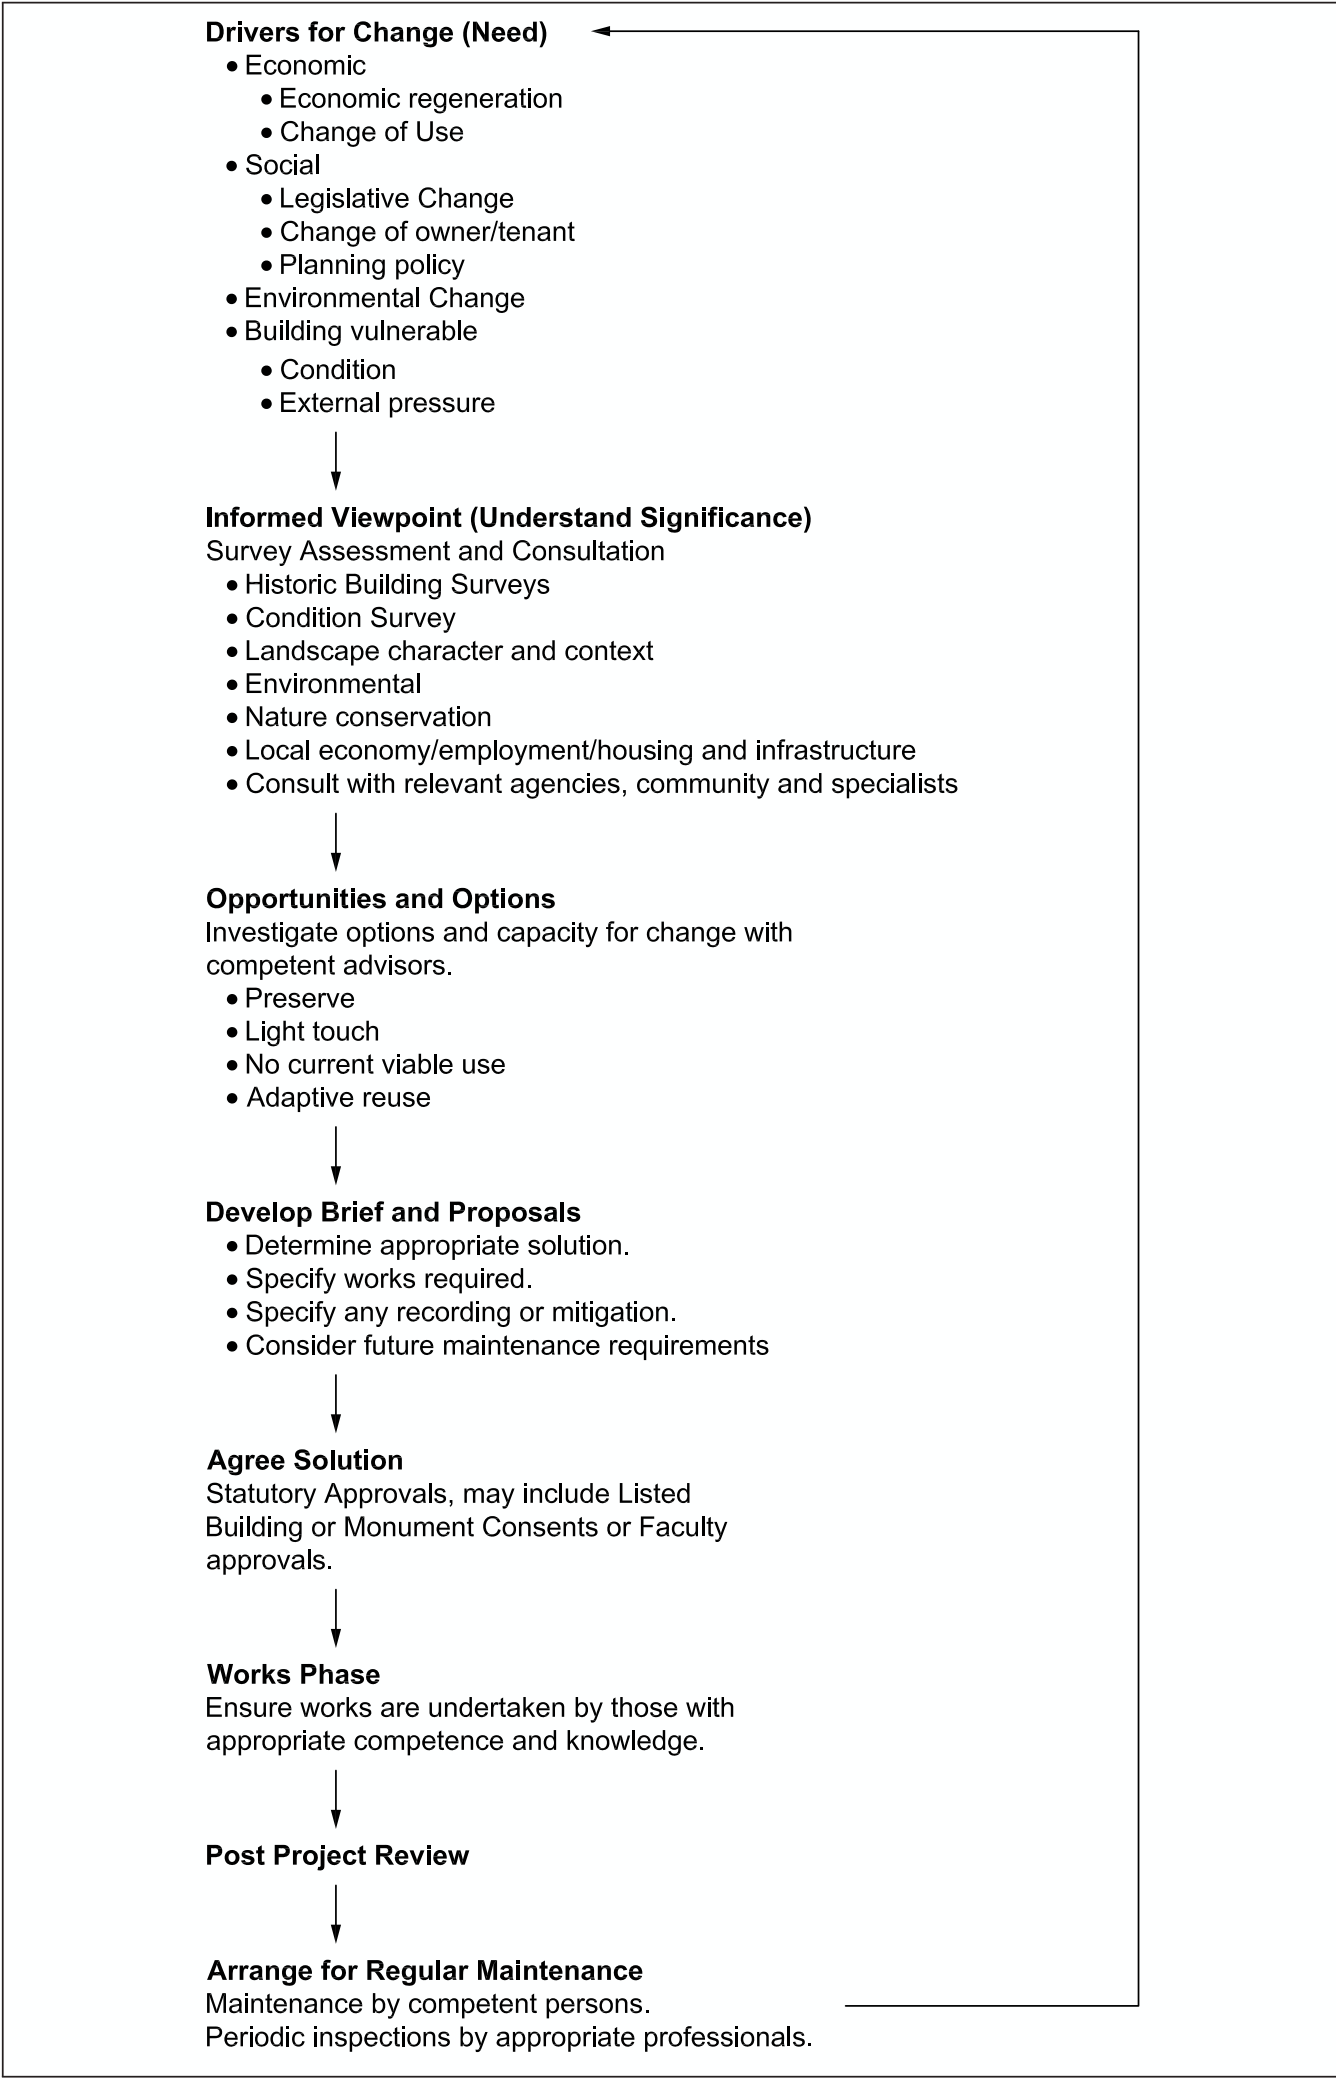 Drivers for Change (Need)
• Economic
• Economic regeneration
• Change of Use
• Social
• Legislative Change
• Change of owner/tenant
• Planning policy
• Environmental Change
• Building vulnerable
• Condition
• External pressure
Informed Viewpoint (Understand Significance)
Survey Assessment and Consultation
• Historic Building Surveys
• Condition Survey
• Landscape character and context
• Environmental
• Nature conservation
• Local economy/employment/housing and infrastructure
• Consult with relevant agencies, community and specialists
Opportunities and Options
Investigate options and capacity for change with
competent advisors.
• Preserve
• Light touch
• No current viable use
• Adaptive reuse
Develop Brief and Proposals
• Determine appropriate solution.
• Specify works required.
• Specify any recording or mitigation.
• Consider future maintenance requirements
Agree Solution
Statutory Approvals, may include Listed
Building or Monument Consents or Faculty
approvals.
Works Phase
Ensure works are undertaken by those with
appropriate competence and knowledge.
Post Project Review
Arrange for Regular Maintenance
Maintenance by competent persons.
Periodic inspections by appropriate professionals.